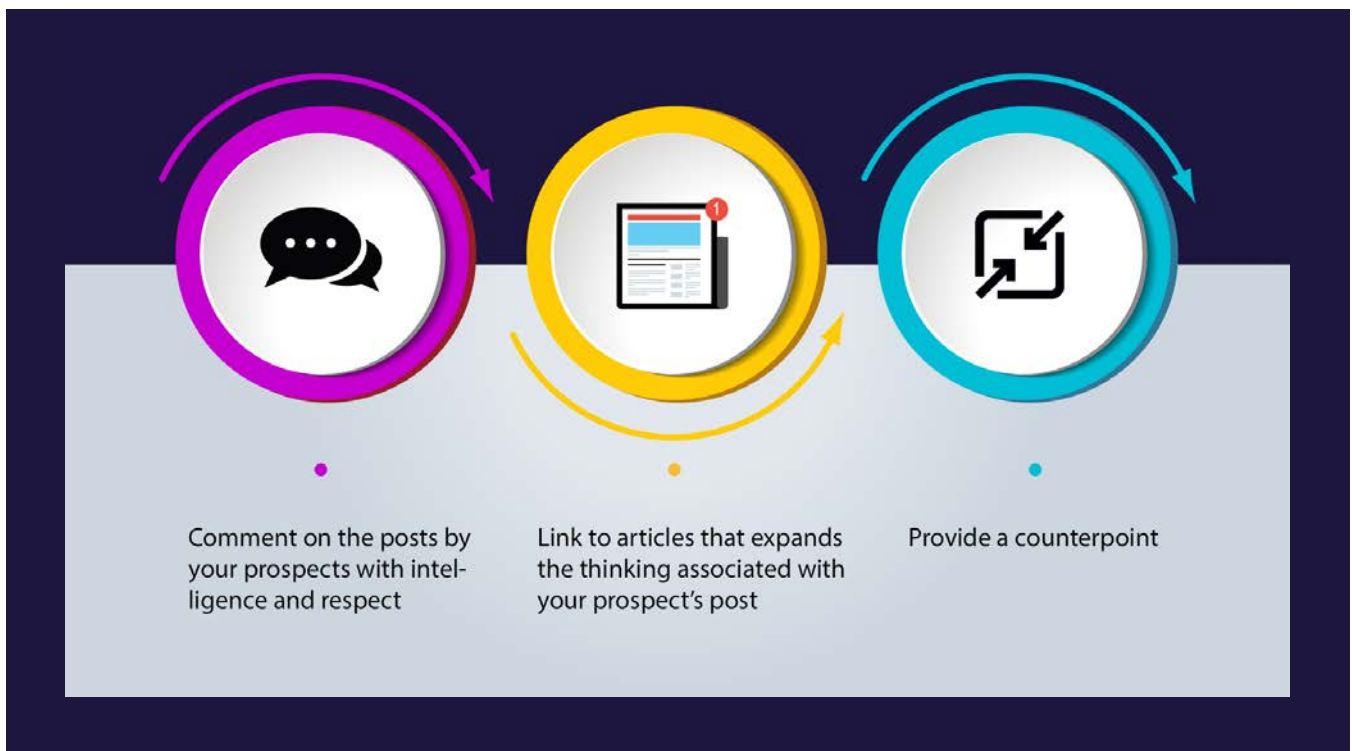 1
Comment on the posts by
your prospects with intel-
ligence and respect
Link to articles that expands
the thinking associated with
your prospect’s post
Provide a counterpoint